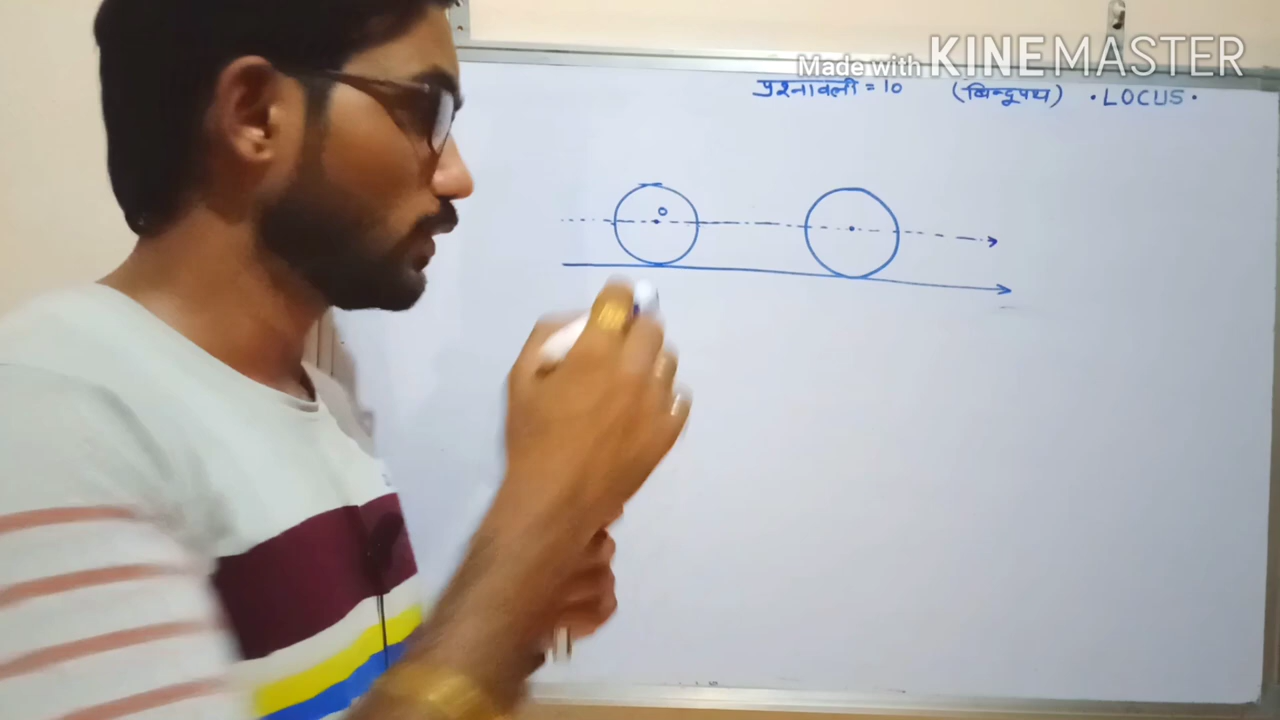 Made with KINEMASTER
प्रश्नावली = 10 (बिन्दूपथ) · LOCUS ·
O